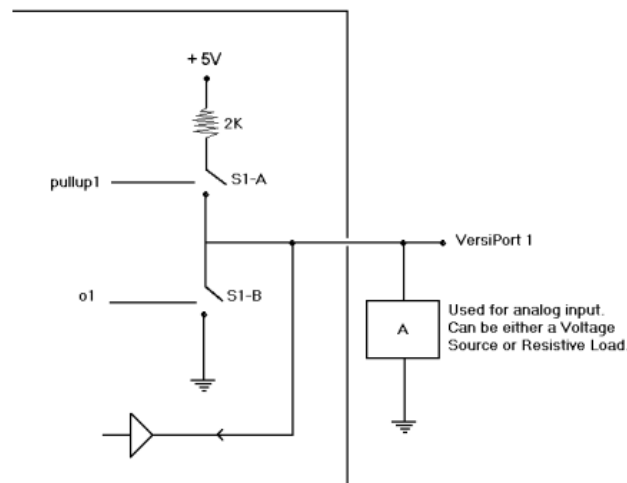 + 5V
2K
pullup1
S1-A
VersiPort 1
o1
S1-B
A
Used for analog input.
Can be either a Voltage
Source or Resistive Load